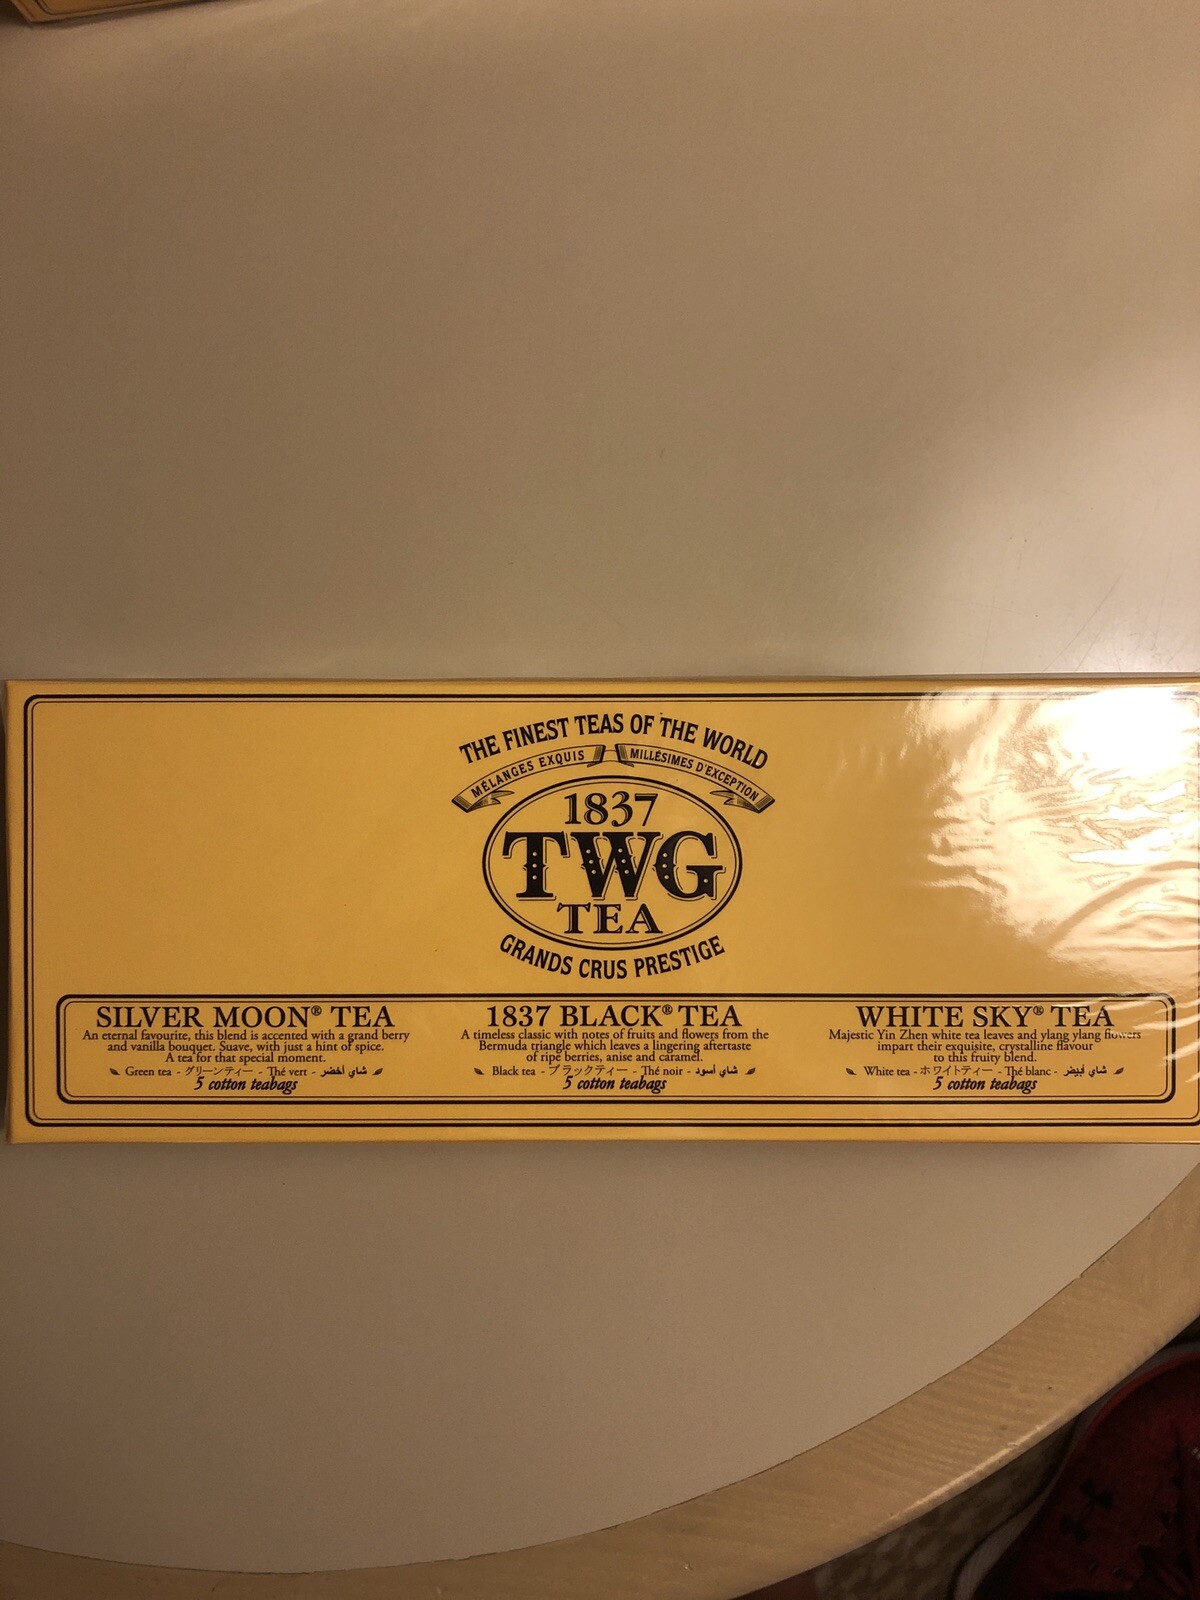 THE FINEST TEAS OF THE WORLD
MÉLANGES EXQUIS MILLÉSIMES D'EXCEPTION
1837
TWG
TEA
GRANDS CRUS PRESTIGE
SILVER MOON® TEA
An eternal favourite, this blend is accented with a grand berry
and vanilla bouquet. Suave, with just a hint of spice.
A tea for that special moment.
Green tea - グリーンティー - Thé vert - شاي أخضر
5 cotton teabags
1837 BLACK® TEA
A timeless classic with notes of fruits and flowers from the
Bermuda triangle which leaves a lingering aftertaste
of ripe berries, anise and caramel.
Black tea - ブラックティー - Thé noir - شاي أسود
5 cotton teabags
WHITE SKY® TEA
Majestic Yin Zhen white tea leaves and ylang ylang flowers
impart their exquisite, crystalline flavour
to this fruity blend.
White tea - ホワイトティー - Thé blanc - شاي أبيض
5 cotton teabags